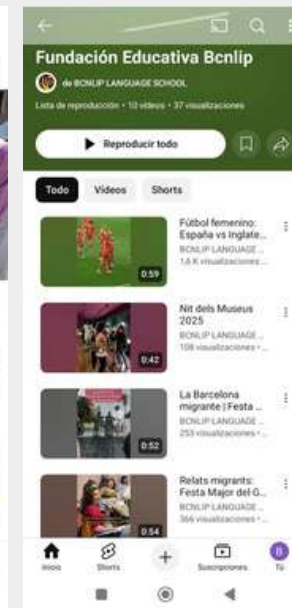 Fundación Educativa Bcnlip
de BCNLIP LANGUAGE SCHOOL
Lista de reproducción • 10 vídeos • 37 visualizaciones
Reproducir todo
Todo
Vídeos
Shorts
Fútbol femenino:
España vs Inglate...
BCNLIP LANGUAGE ...
1,6 K visualizaciones •...
0:59
Nit dels Museus
2025
BCNLIP LANGUAGE ...
108 visualizaciones •...
0:42
La Barcelona
migrante | Festa ...
BCNLIP LANGUAGE ...
253 visualizaciones •...
0:52
Relats migrants:
Festa Major del G...
BCNLIP LANGUAGE ...
366 visualizaciones •...
0:54
Inicio
Shorts
Suscripciones
B
Tú